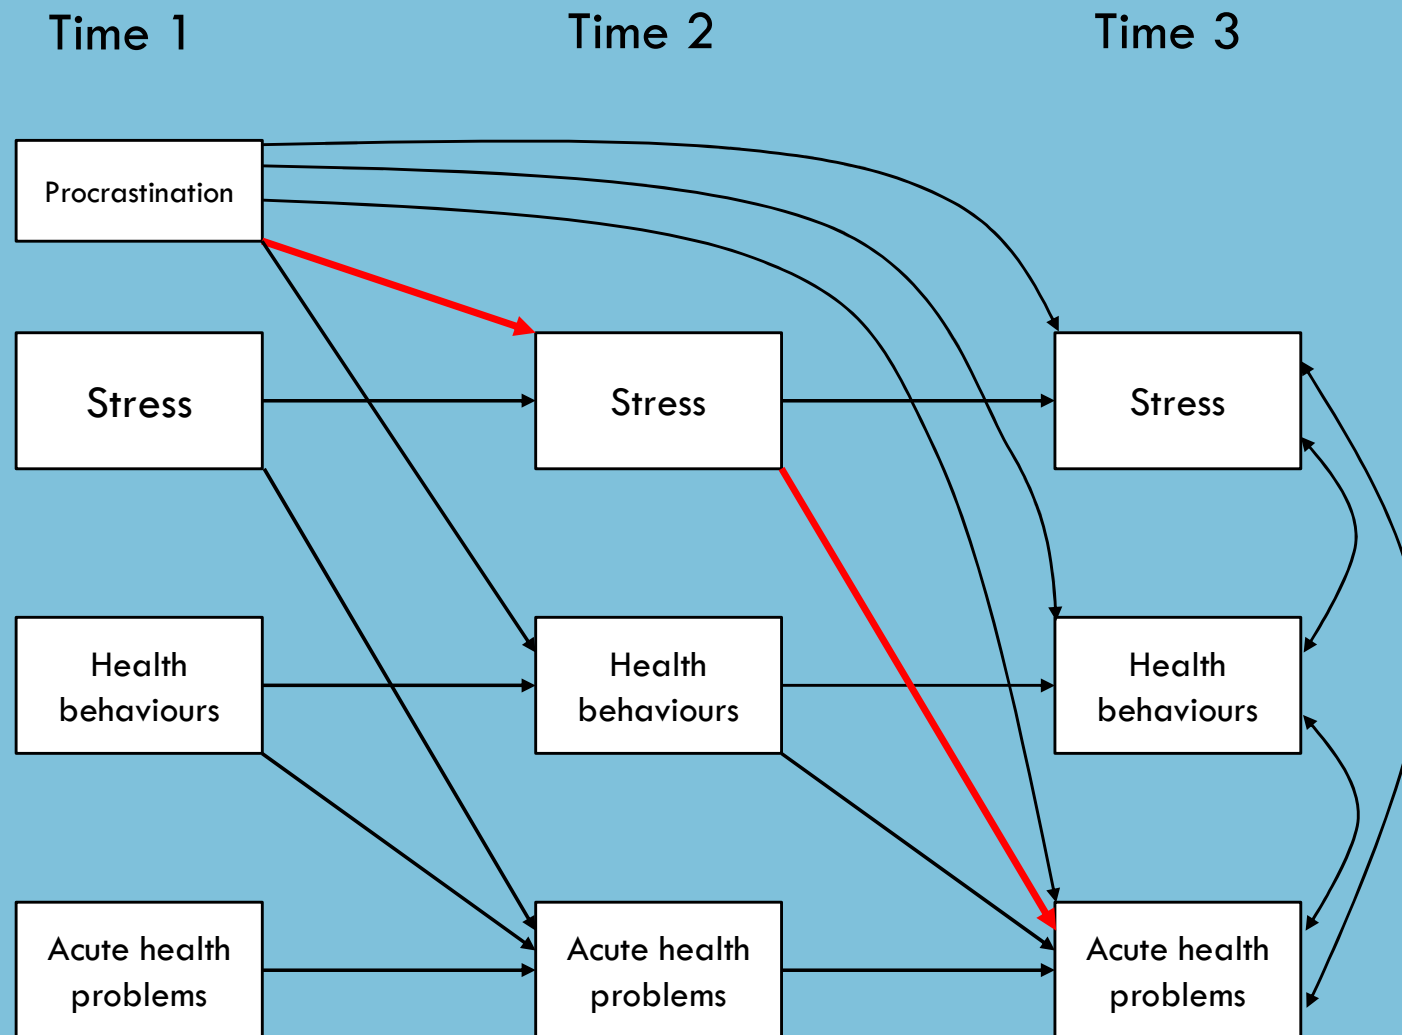 Time 1
Time 2
Time 3
Procrastination
Stress
Stress
Stress
Health
behaviours
Health
behaviours
Health
behaviours
Acute health
problems
Acute health
problems
Acute health
problems